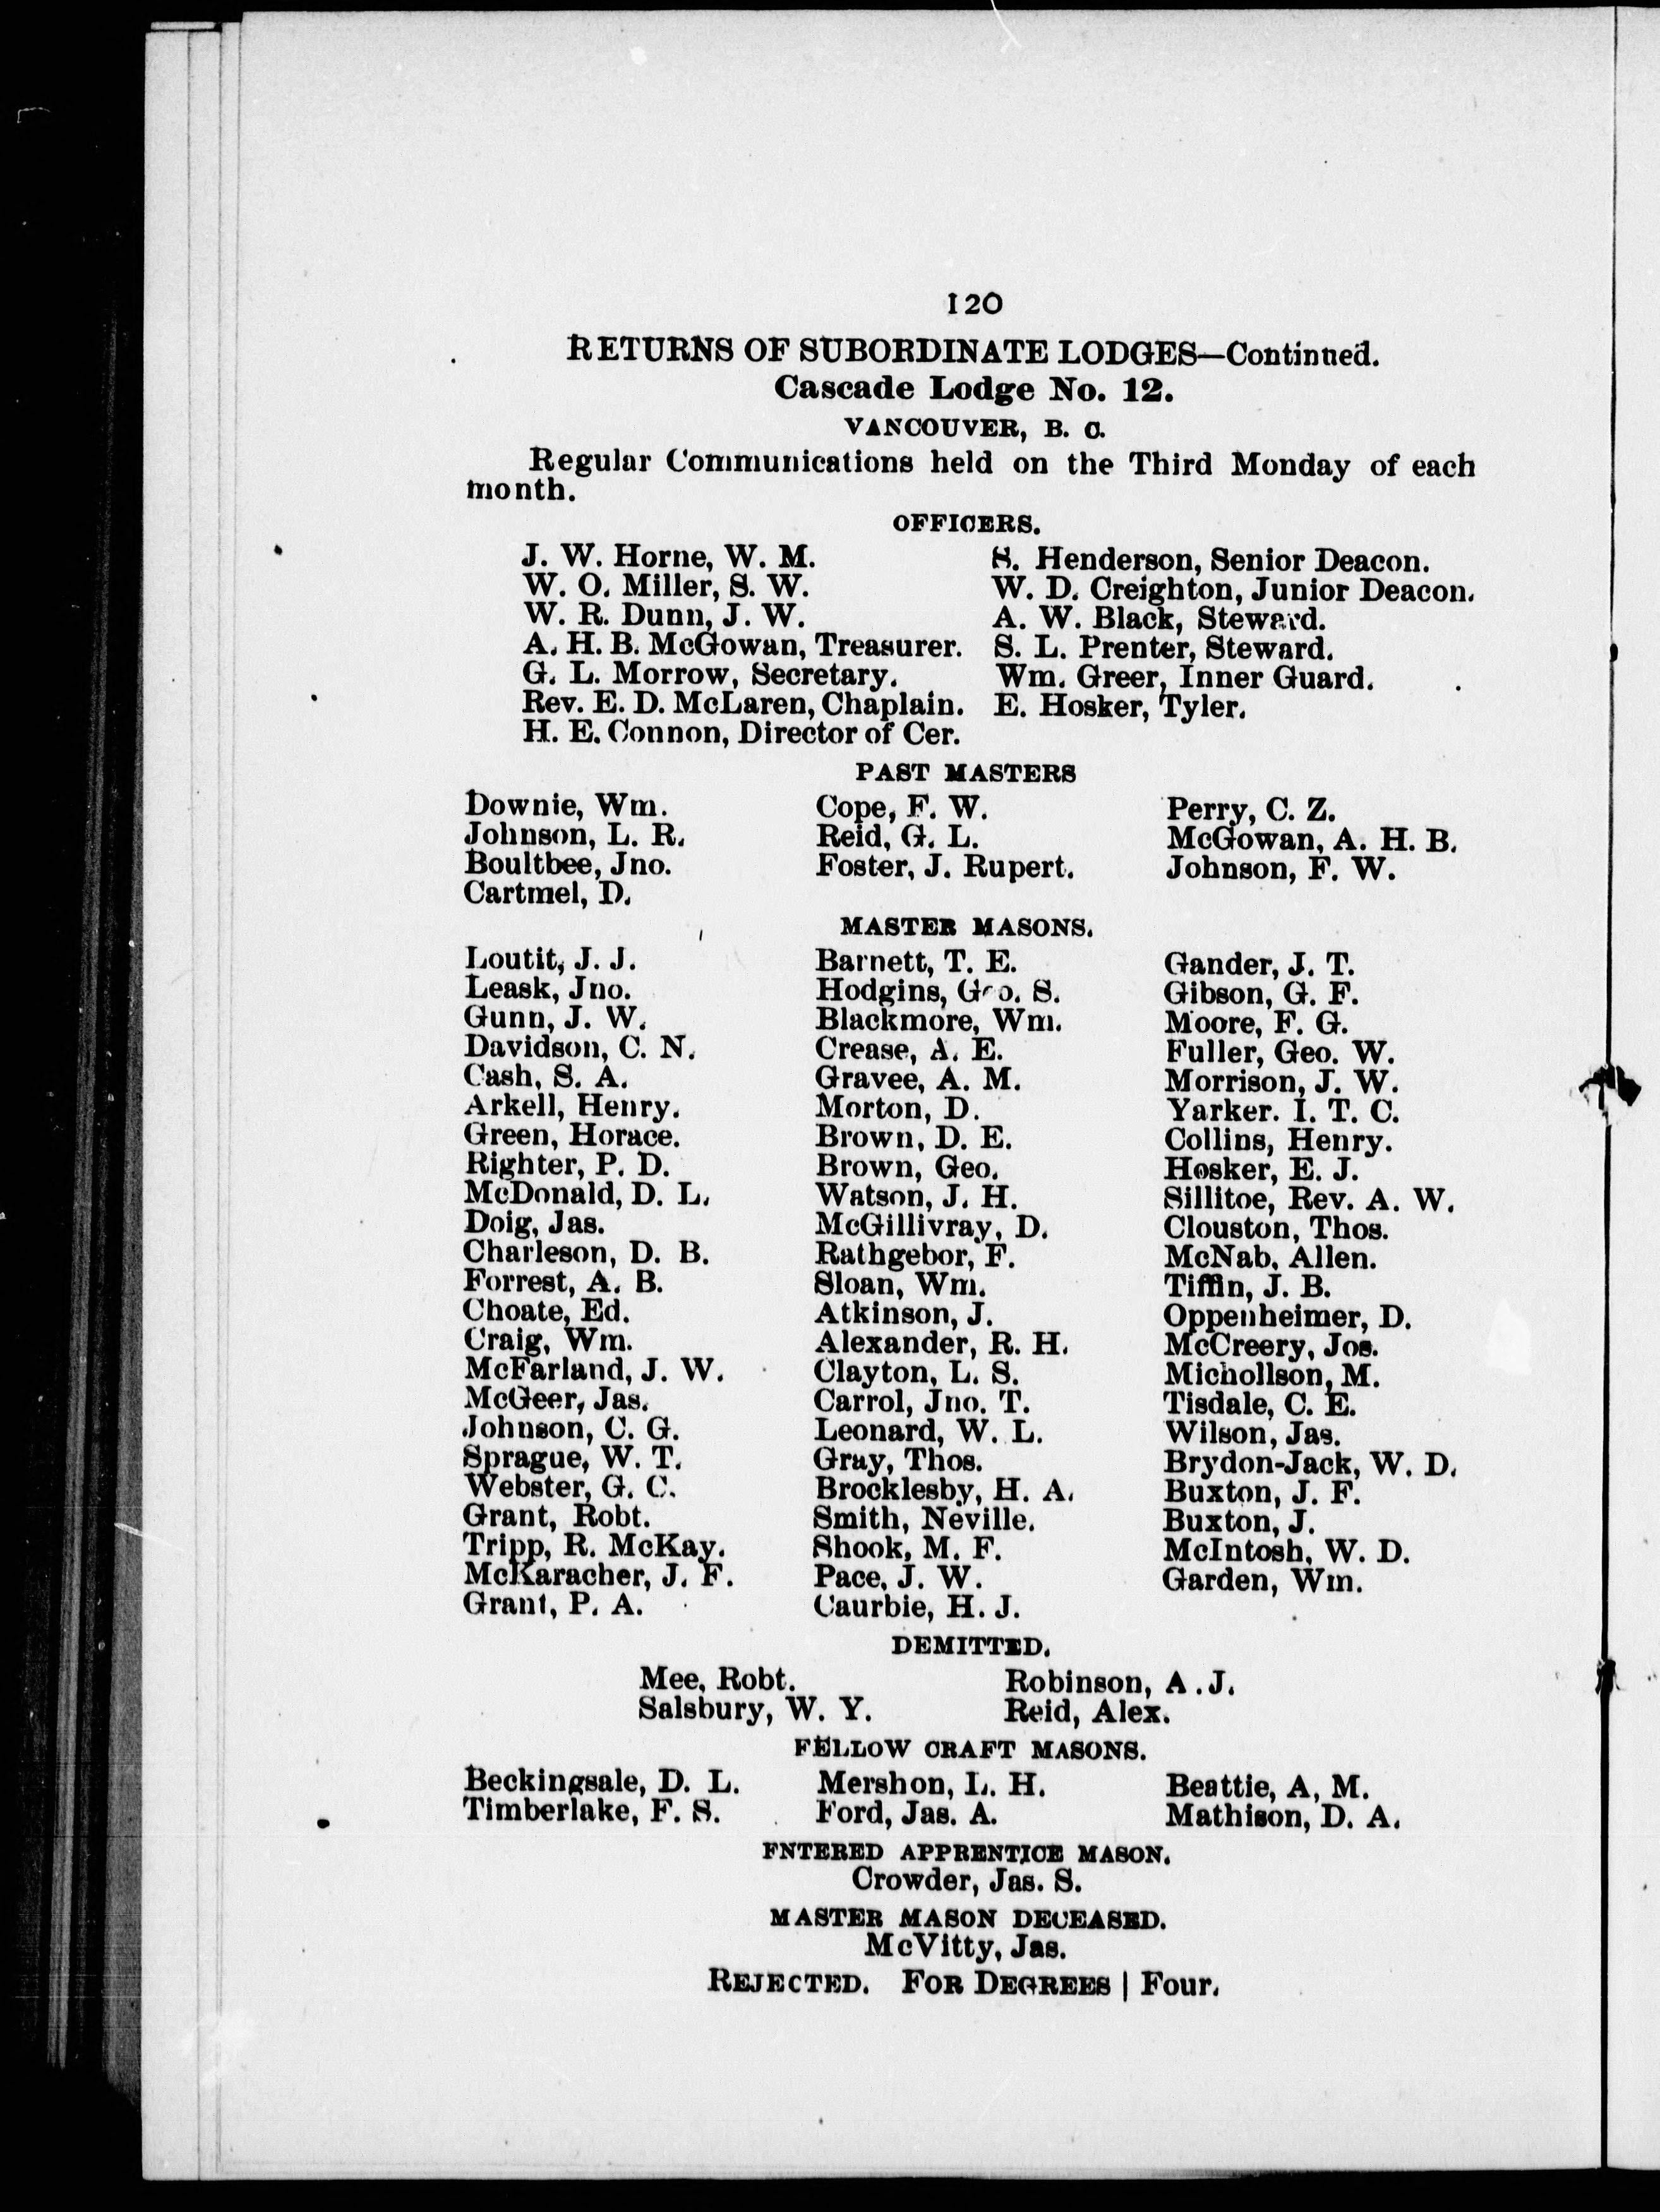 120
RETURNS OF SUBORDINATE LODGES—Continued.
Cascade Lodge No. 12.
VANCOUVER, B. C.
Regular Communications held on the Third Monday of each
month.
OFFICERS.
J. W. Horne, W. M.
W. O. Miller, S. W.
W. R. Dunn, J. W.
A. H. B. McGowan, Treasurer.
G. L. Morrow, Secretary.
Rev. E. D. McLaren, Chaplain.
H. E. Connon, Director of Cer.
S. Henderson, Senior Deacon.
W. D. Creighton, Junior Deacon.
A. W. Black, Steward.
S. L. Prenter, Steward.
Wm. Greer, Inner Guard.
E. Hosker, Tyler.
PAST MASTERS
Downie, Wm.
Johnson, L. R.
Boultbee, Jno.
Cartmel, D.
Cope, F. W.
Reid, G. L.
Foster, J. Rupert.
Perry, C. Z.
McGowan, A. H. B.
Johnson, F. W.
MASTER MASONS.
Loutit, J. J.
Leask, Jno.
Gunn, J. W.
Davidson, C. N.
Cash, S. A.
Arkell, Henry.
Green, Horace.
Righter, P. D.
McDonald, D. L.
Doig, Jas.
Charleson, D. B.
Forrest, A. B.
Choate, Ed.
Craig, Wm.
McFarland, J. W.
McGeer, Jas.
Johnson, C. G.
Sprague, W. T.
Webster, G. C.
Grant, Robt.
Tripp, R. McKay.
McKaracher, J. F.
Grant, P. A.
Barnett, T. E.
Hodgins, Geo. S.
Blackmore, Wm.
Crease, A. E.
Gravee, A. M.
Morton, D.
Brown, D. E.
Brown, Geo.
Watson, J. H.
McGillivray, D.
Rathgebor, F.
Sloan, Wm.
Atkinson, J.
Alexander, R. H.
Clayton, L. S.
Carrol, Jno. T.
Leonard, W. L.
Gray, Thos.
Brocklesby, H. A.
Smith, Neville.
Shook, M. F.
Pace, J. W.
Caurbie, H. J.
Gander, J. T.
Gibson, G. F.
Moore, F. G.
Fuller, Geo. W.
Morrison, J. W.
Yarker. I. T. C.
Collins, Henry.
Hosker, E. J.
Sillitoe, Rev. A. W.
Clouston, Thos.
McNab, Allen.
Tiffin, J. B.
Oppenheimer, D.
McCreery, Jos.
Michollson, M.
Tisdale, C. E.
Wilson, Jas.
Brydon-Jack, W. D.
Buxton, J. F.
Buxton, J.
McIntosh, W. D.
Garden, Wm.
DEMITTED.
Mee, Robt.
Salsbury, W. Y.
Robinson, A .J.
Reid, Alex.
FELLOW CRAFT MASONS.
Beckingsale, D. L.
Timberlake, F. S.
Mershon, L. H.
Ford, Jas. A.
Beattie, A, M.
Mathison, D. A.
FNTERED APPRENTICE MASON.
Crowder, Jas. S.
MASTER MASON DECEASED.
McVitty, Jas.
REJECTED. FOR DEGREES | Four.